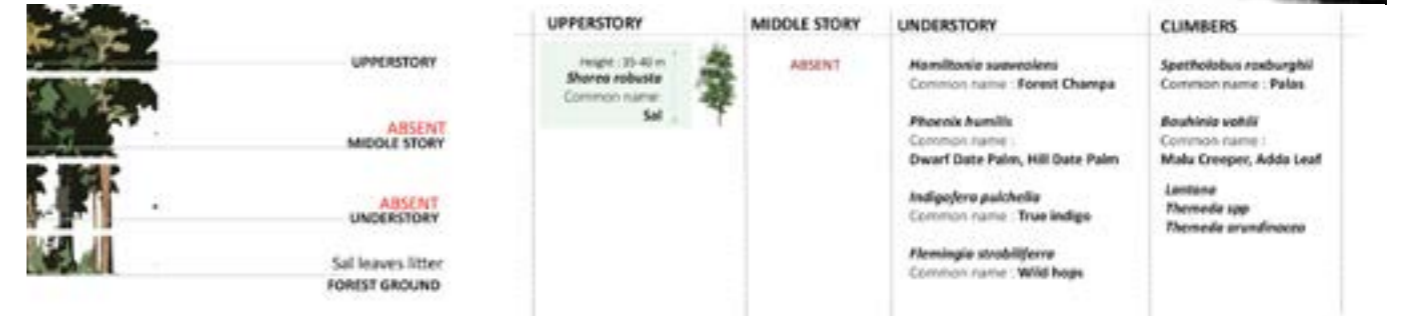 UPPERSTORY
ABSENT
MIDDLE STORY
ABSENT
UNDERSTORY
Sal leaves litter
FOREST GROUND
UPPERSTORY
Height : 35-40 m
Shorea robusta
Common name:
Sal
MIDDLE STORY
ABSENT
UNDERSTORY
Hamiltonia suaveolens
Common name : Forest Champa
Phoenix humilis
Common name :
Dwarf Date Palm, Hill Date Palm
Indigofera pulchella
Common name : True indigo
Flemingia strobiliferra
Common name : Wild hops
CLIMBERS
Spatholobus roxburghii
Common name : Palas
Bauhinia vahlii
Common name :
Malu Creeper, Adda Leaf
Lantana
Themeda spp
Themeda arundinacea